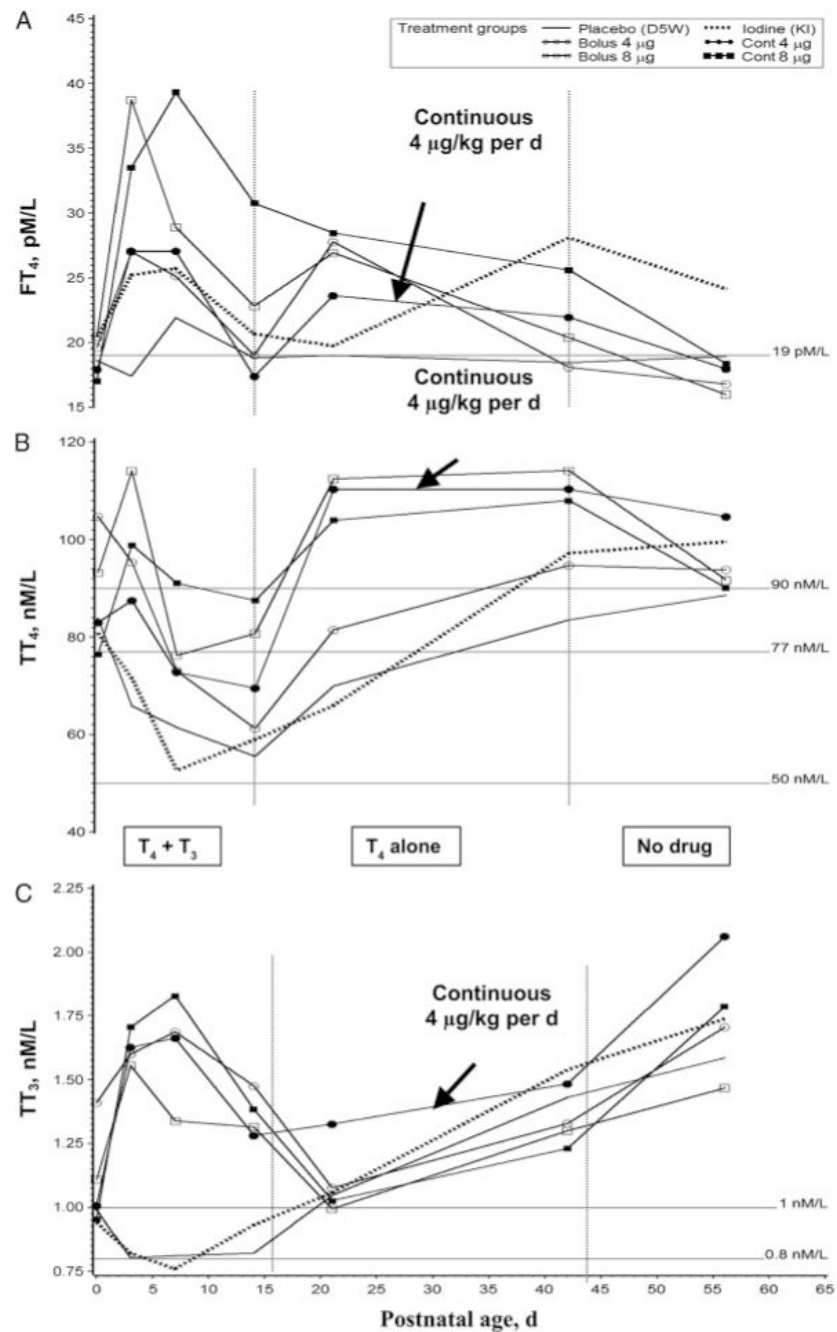 A
Treatment groups
Placebo (D5W)
Iodine (KI)
Bolus 4 µg
Cont 4 µg
Bolus 8 µg
Cont 8 µg
45
40
35
30
25
20
15
FT4, pM/L
Continuous
4 µg/kg per d
19 pM/L
Continuous
4 µg/kg per d
B
120
100
80
60
40
TT4, nM/L
90 nM/L
77 nM/L
50 nM/L
T4 + T3
T4 alone
No drug
C
2.25
2.00
1.75
1.50
1.25
1.00
0.75
TT3, nM/L
Continuous
4 µg/kg per d
1 nM/L
0.8 nM/L
0 5 10 15 20 25 30 35 40 45 50 55 60 65
Postnatal age, d